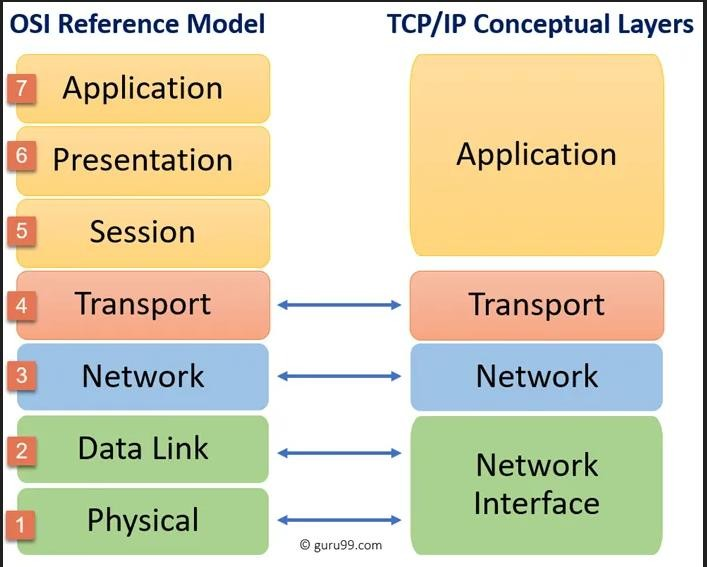 OSI Reference Model
TCP/IP Conceptual Layers
7 Application
6 Presentation
5 Session
4 Transport
3 Network
2 Data Link
1 Physical
Application
Transport
Network
Network
Interface
© guru99.com